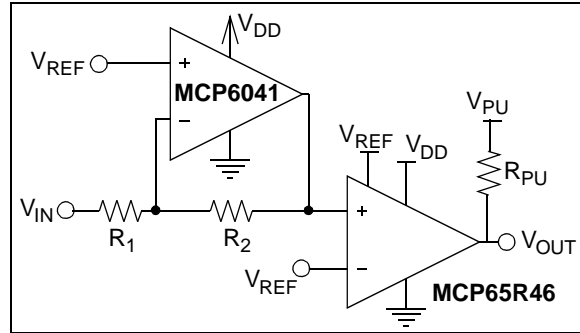 V_DD
V_REF
+
MCP6041
−
V_PU
V_REF
V_DD
R_PU
V_IN
R_1
R_2
+
V_OUT
V_REF
−
MCP65R46